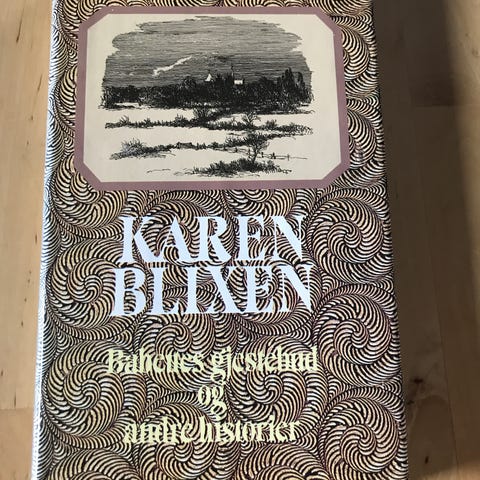 KAREN
BLIXEN
Babettes gjestebud
og
andre historier